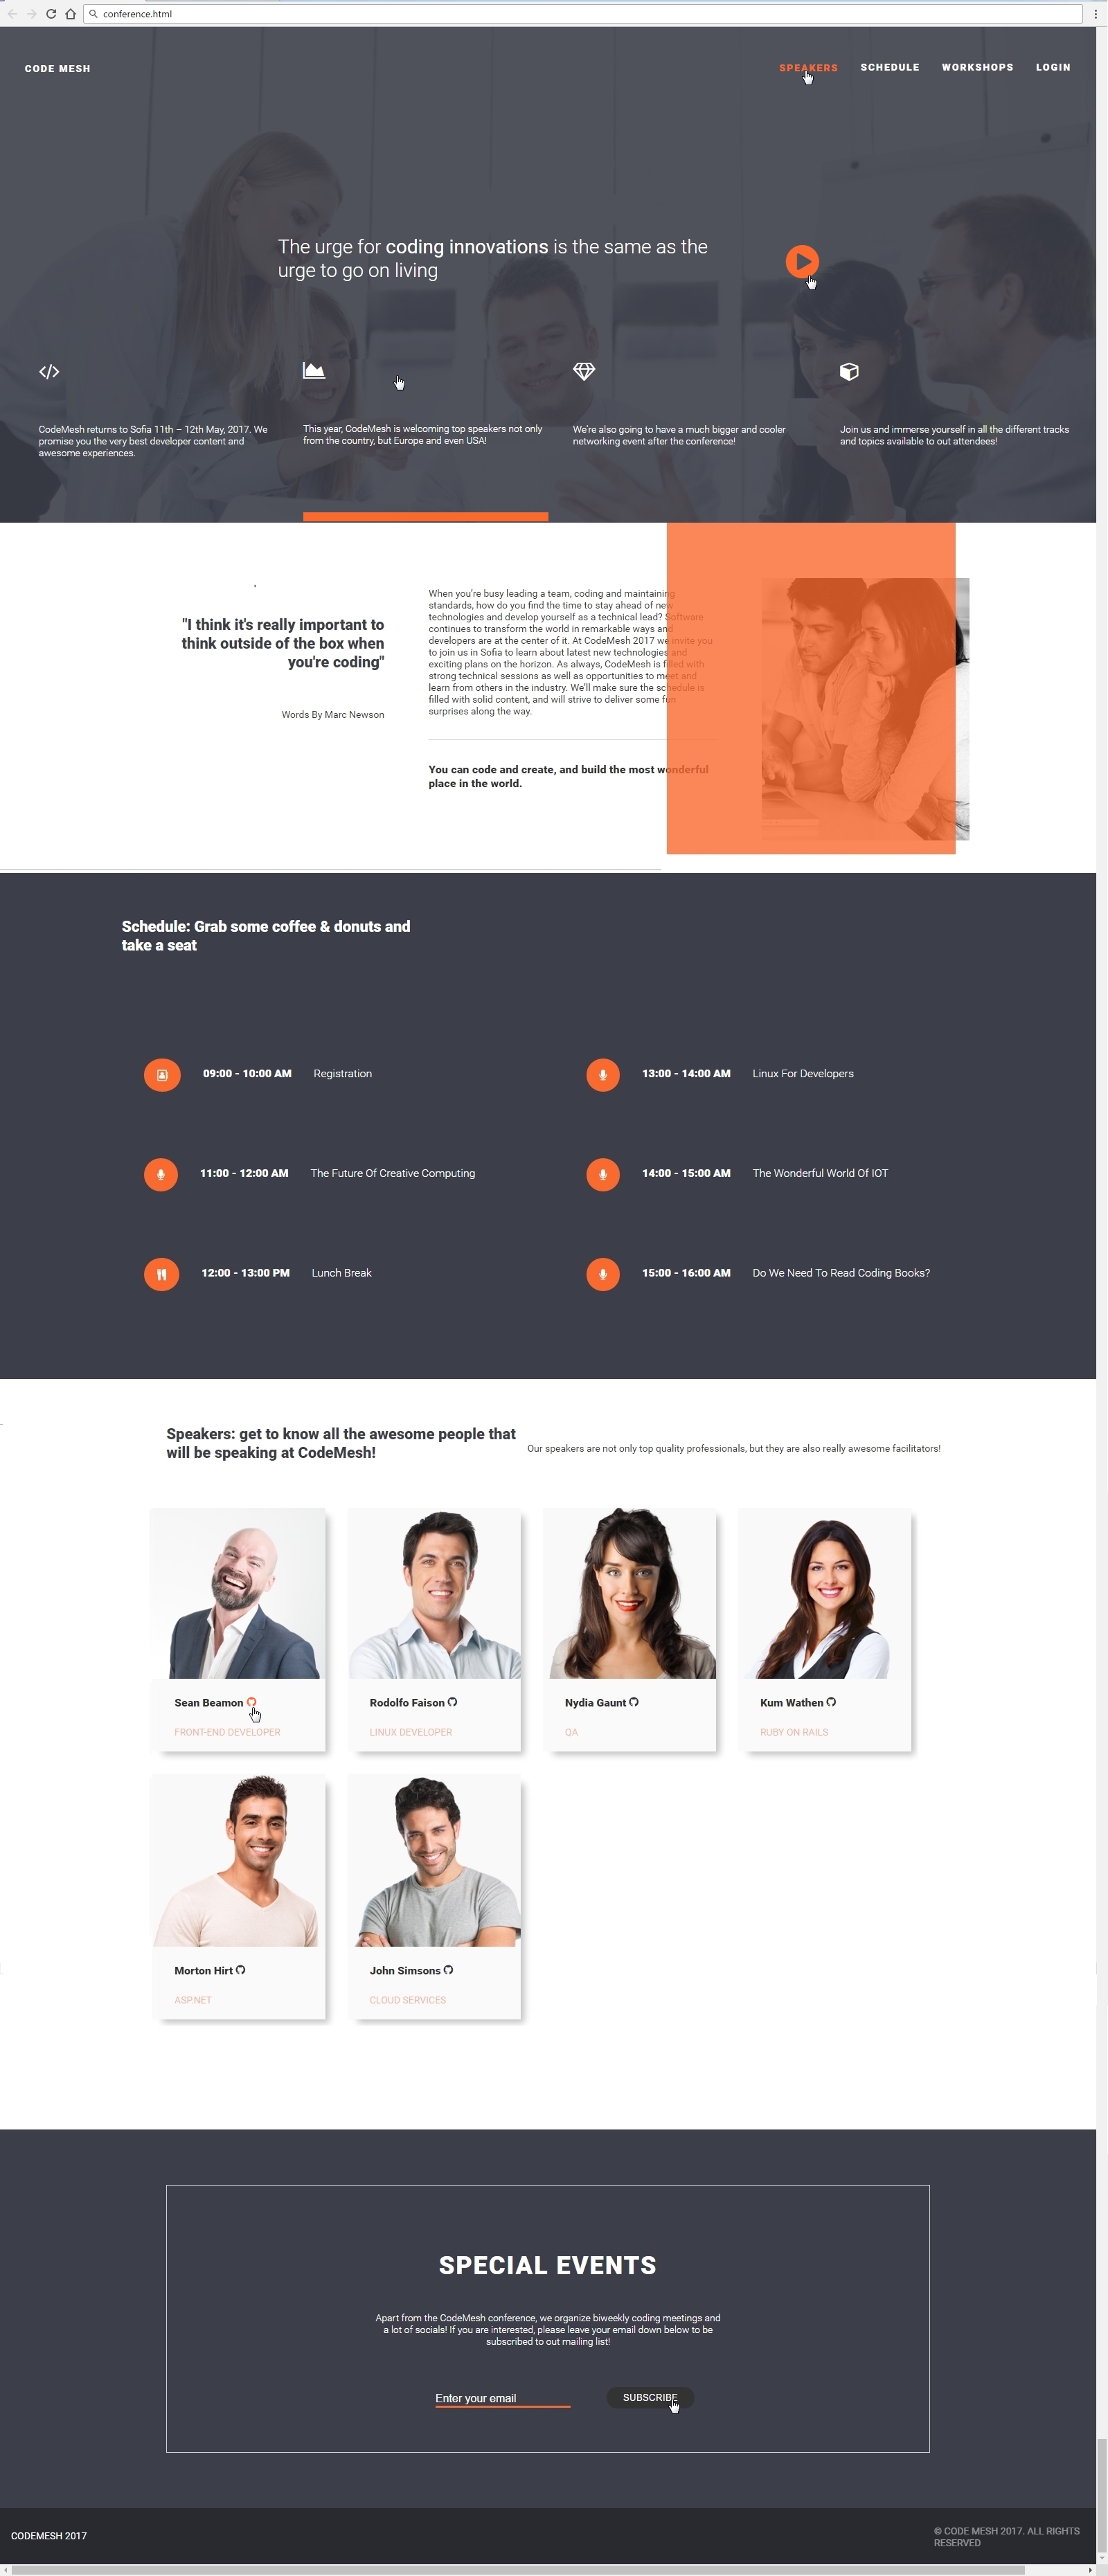 conference.html
CODE MESH
SPEAKERS SCHEDULE WORKSHOPS LOGIN
The urge for coding innovations is the same as the
urge to go on living
CodeMesh returns to Sofia 11th – 12th May, 2017. We
promise you the very best developer content and
awesome experiences.
This year, CodeMesh is welcoming top speakers not only
from the country, but Europe and even USA!
We're also going to have a much bigger and cooler
networking event after the conference!
Join us and immerse yourself in all the different tracks
and topics available to out attendees!
"I think it's really important to
think outside of the box when
you're coding"
Words By Marc Newson
When you're busy leading a team, coding and maintaining
standards, how do you find the time to stay ahead of new
technologies and develop yourself as a technical lead? Software
continues to transform the world in remarkable ways and
developers are at the center of it. At CodeMesh 2017 we invite you
to join us in Sofia to learn about latest new technologies and
exciting plans on the horizon. As always, CodeMesh is filled with
strong technical sessions as well as opportunities to meet and
learn from others in the industry. We'll make sure the schedule is
filled with solid content, and will strive to deliver some fun
surprises along the way.
You can code and create, and build the most wonderful
place in the world.
Schedule: Grab some coffee & donuts and
take a seat
09:00 - 10:00 AM Registration
13:00 - 14:00 AM Linux For Developers
11:00 - 12:00 AM The Future Of Creative Computing
14:00 - 15:00 AM The Wonderful World Of IOT
12:00 - 13:00 PM Lunch Break
15:00 - 16:00 AM Do We Need To Read Coding Books?
Speakers: get to know all the awesome people that
will be speaking at CodeMesh!
Our speakers are not only top quality professionals, but they are also really awesome facilitators!
Sean Beamon
FRONT-END DEVELOPER
Rodolfo Faison
LINUX DEVELOPER
Nydia Gaunt
QA
Kum Wathen
RUBY ON RAILS
Morton Hirt
ASP.NET
John Simsons
CLOUD SERVICES
SPECIAL EVENTS
Apart from the CodeMesh conference, we organize biweekly coding meetings and
a lot of socials! If you are interested, please leave your email down below to be
subscribed to out mailing list!
Enter your email
SUBSCRIBE
CODEMESH 2017
© CODE MESH 2017. ALL RIGHTS
RESERVED